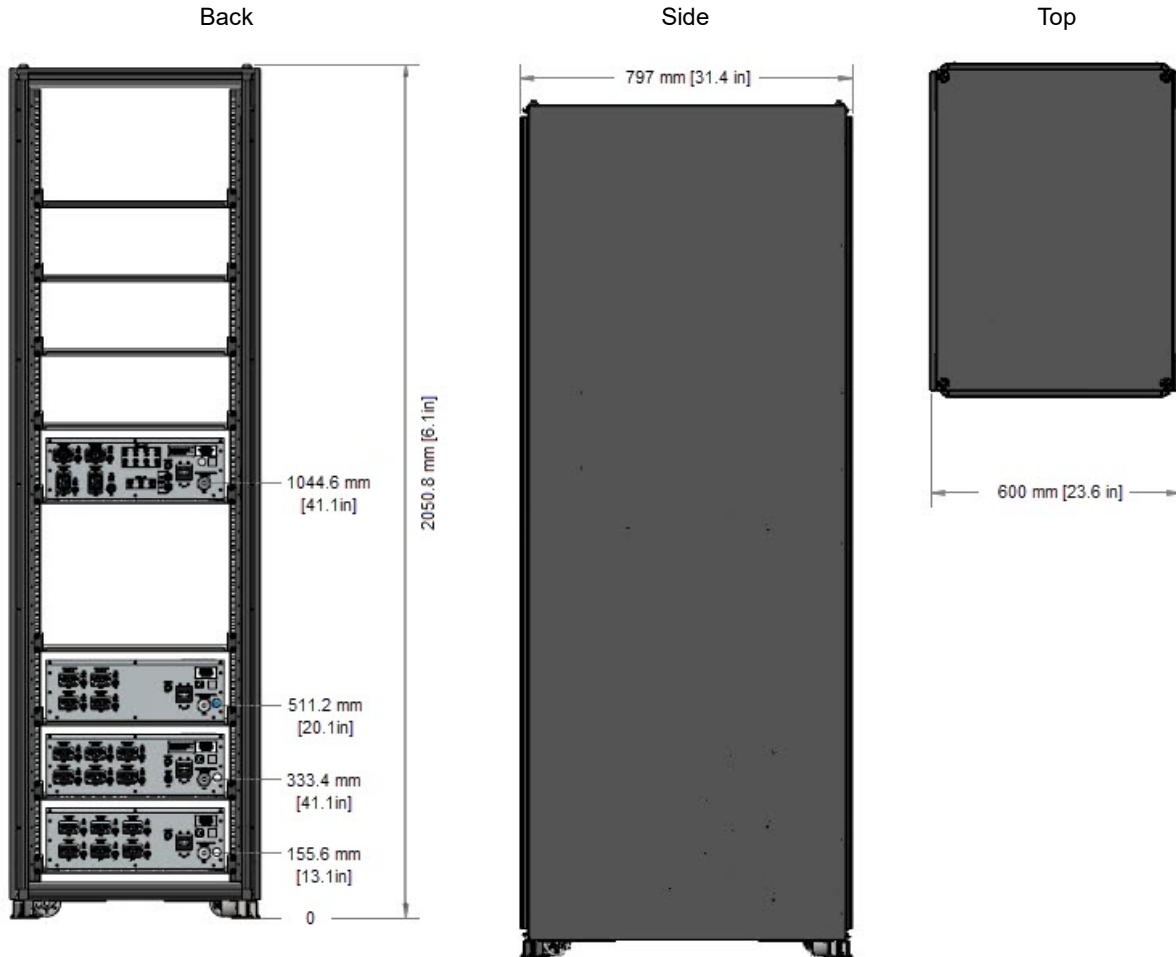 Back
Side
Top
797 mm [31.4 in]
2050.8 mm [6.1in]
1044.6 mm
[41.1in]
600 mm [23.6 in]
511.2 mm
[20.1in]
333.4 mm
[41.1in]
155.6 mm
[13.1in]
0